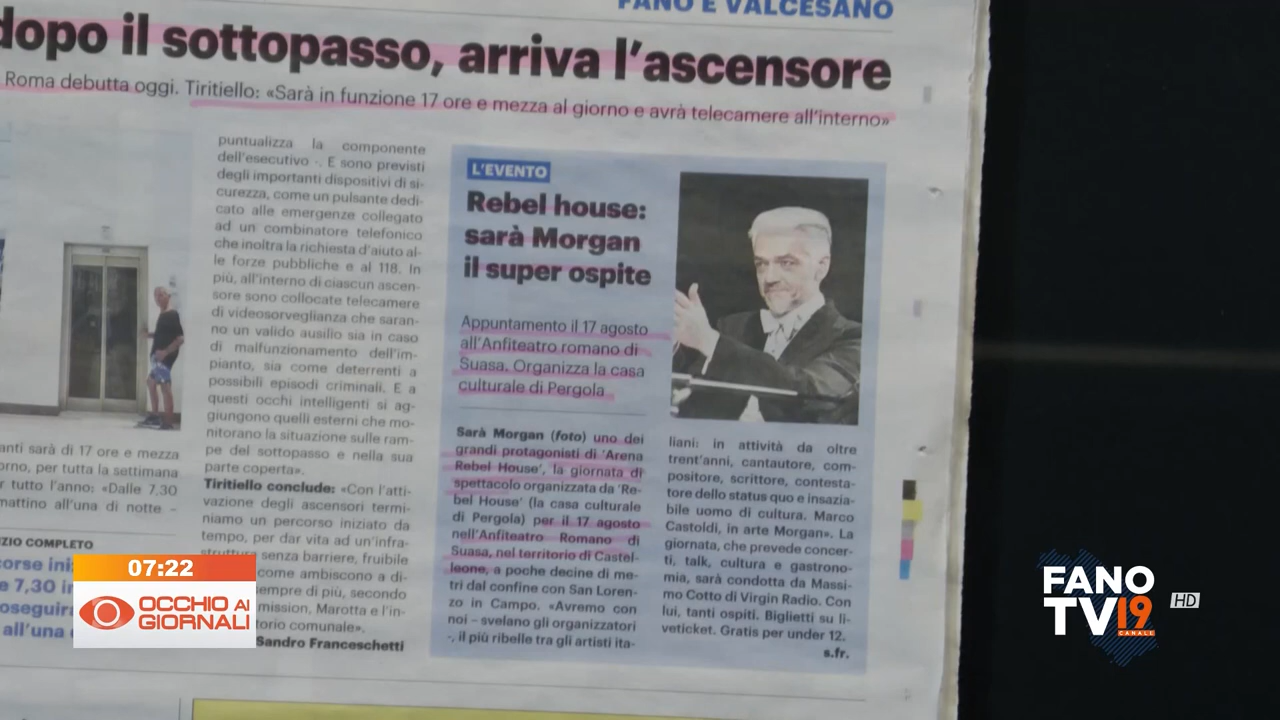 FANO E VALCESANO
dopo il sottopasso, arriva l'ascensore
Roma debutta oggi. Tiritiello: «Sarà in funzione 17 ore e mezza al giorno e avrà telecamere all'interno»
puntualizza la componente
dell'esecutivo -. E sono previsti
degli importanti dispositivi di si-
curezza, come un pulsante dedi-
cato alle emergenze collegato
ad un combinatore telefonico
che inoltra la richiesta d'aiuto al-
le forze pubbliche e al 118. In
più, all'interno di ciascun ascen-
sore sono collocate telecamere
di videosorveglianza che saran-
no un valido ausilio sia in caso
di malfunzionamento dell'im-
pianto, sia come deterrenti a
possibili episodi criminali. E a
questi occhi intelligenti si ag-
giungono quelli esterni che mo-
nitorano la situazione sulle ram-
pe del sottopasso e nella sua
parte coperta».
Tiritiello conclude: «Con l'atti-
vazione degli ascensori termi-
niamo un percorso iniziato da
tempo, per dar vita ad un'infra-
struttura senza barriere, fruibile
come ambiscono a di-
sempre di più, secondo
mission, Marotta e l'in-
torio comunale».
Sandro Franceschetti
anti sarà di 17 ore e mezza
orno, per tutta la settimana
tutto l'anno: «Dalle 7,30
mattino all'una di notte –
ZIO COMPLETO
corse ini
e 7,30 in
oseguira
all'una
L'EVENTO
Rebel house:
sarà Morgan
il super ospite
Appuntamento il 17 agosto
all'Anfiteatro romano di
Suasa. Organizza la casa
culturale di Pergola
Sarà Morgan (foto) uno dei
grandi protagonisti di 'Arena
Rebel House', la giornata di
spettacolo organizzata da 'Re-
bel House' (la casa culturale
di Pergola) per il 17 agosto
nell'Anfiteatro Romano di
Suasa, nel territorio di Castel-
leone, a poche decine di me-
tri dal confine con San Loren-
zo in Campo. «Avremo con
noi – svelano gli organizzatori
-, il più ribelle tra gli artisti ita-
liani: in attività da oltre
trent'anni, cantautore, com-
positore, scrittore, contesta-
tore dello status quo e insazia-
bile uomo di cultura. Marco
Castoldi, in arte Morgan». La
giornata, che prevede concer-
ti, talk, cultura e gastrono-
mia, sarà condotta da Massi-
mo Cotto di Virgin Radio. Con
lui, tanti ospiti. Biglietti su li-
veticket. Gratis per under 12.
s.fr.
07:22
OCCHIO AI
GIORNALI
FANO
TV 19
CANALE
HD